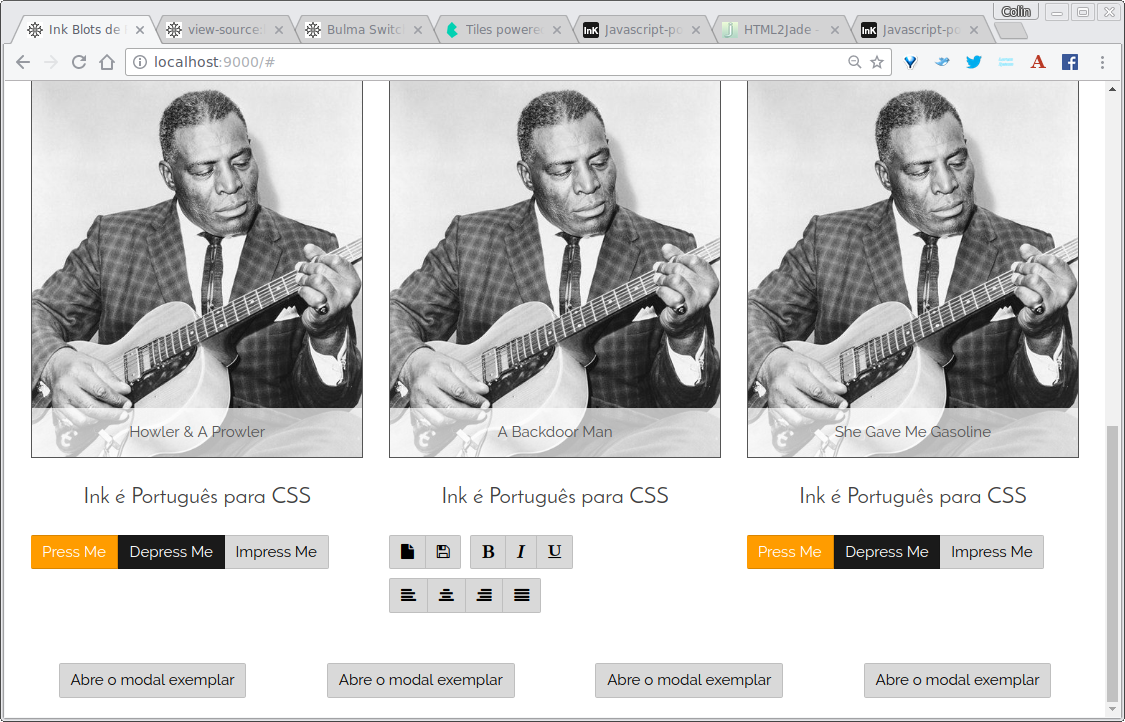 Colin
Ink Blots de
view-source:
Bulma Switc
Tiles powere
InK Javascript-po
HTML2Jade -
InK Javascript-po
localhost:9000/#
A
Howler & A Prowler
A Backdoor Man
She Gave Me Gasoline
Ink é Português para CSS
Ink é Português para CSS
Ink é Português para CSS
Press Me Depress Me Impress Me
B I U
Press Me Depress Me Impress Me
Abre o modal exemplar
Abre o modal exemplar
Abre o modal exemplar
Abre o modal exemplar